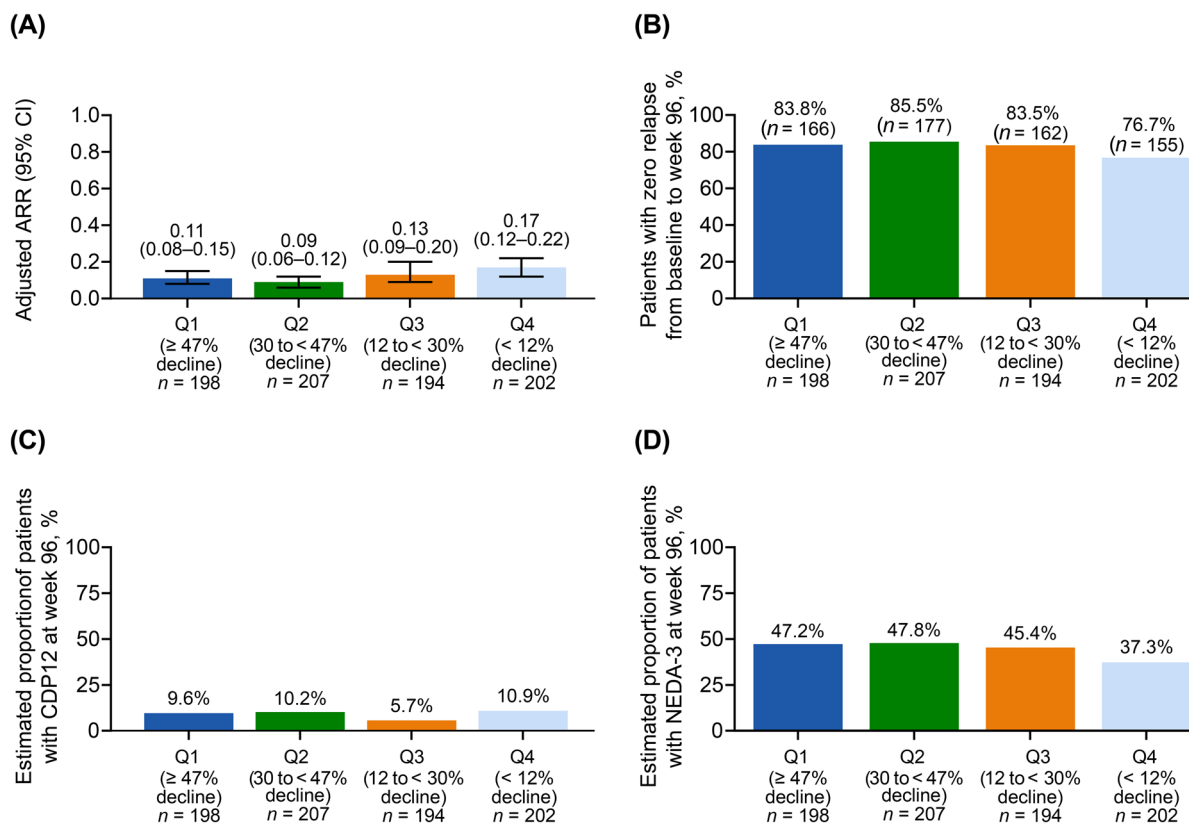 (A)
Adjusted ARR (95% CI)
1.0
0.8
0.6
0.4
0.2
0.0
0.11
(0.08–0.15)
0.09
(0.06–0.12)
0.13
(0.09–0.20)
0.17
(0.12–0.22)
Q1
(≥ 47%
decline)
n = 198
Q2
(30 to < 47%
decline)
n = 207
Q3
(12 to < 30%
decline)
n = 194
Q4
(< 12%
decline)
n = 202
(B)
Patients with zero relapse
from baseline to week 96, %
100
80
60
40
20
0
83.8%
(n = 166)
85.5%
(n = 177)
83.5%
(n = 162)
76.7%
(n = 155)
Q1
(≥ 47%
decline)
n = 198
Q2
(30 to < 47%
decline)
n = 207
Q3
(12 to < 30%
decline)
n = 194
Q4
(< 12%
decline)
n = 202
(C)
Estimated proportionof patients
with CDP12 at week 96, %
100
75
50
25
0
9.6%
10.2%
5.7%
10.9%
Q1
(≥ 47%
decline)
n = 198
Q2
(30 to < 47%
decline)
n = 207
Q3
(12 to < 30%
decline)
n = 194
Q4
(< 12%
decline)
n = 202
(D)
Estimated proportion of patients
with NEDA-3 at week 96, %
100
75
50
25
0
47.2%
47.8%
45.4%
37.3%
Q1
(≥ 47%
decline)
n = 198
Q2
(30 to < 47%
decline)
n = 207
Q3
(12 to < 30%
decline)
n = 194
Q4
(< 12%
decline)
n = 202